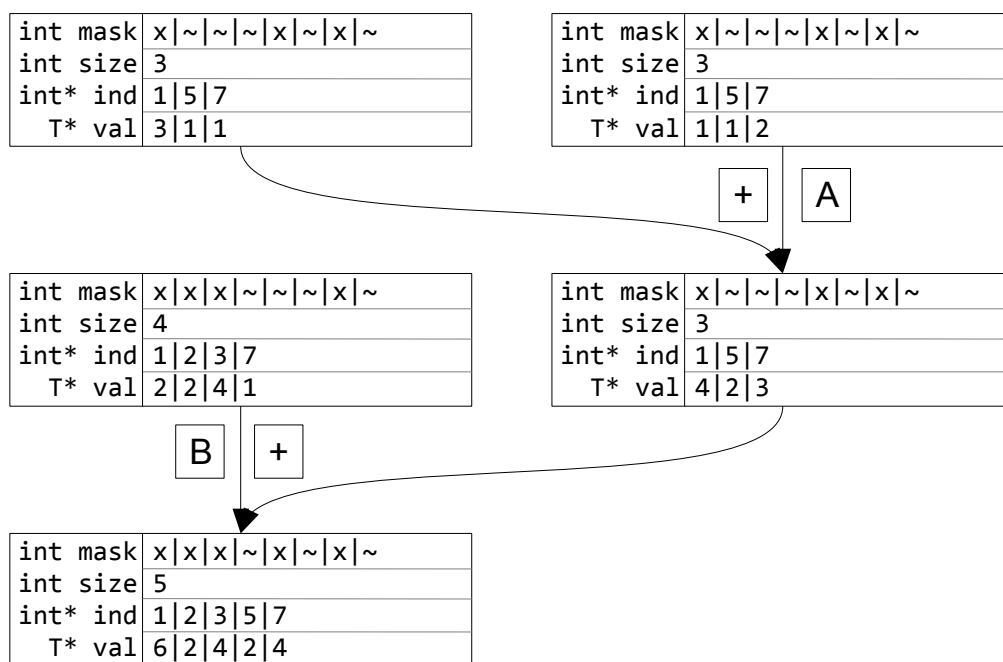 int mask x|~|~|~|x|~|x|~
int size 3
int* ind 1|5|7
T* val 3|1|1
int mask x|~|~|~|x|~|x|~
int size 3
int* ind 1|5|7
T* val 1|1|2
+ A
int mask x|x|x|~|~|~|x|~
int size 4
int* ind 1|2|3|7
T* val 2|2|4|1
int mask x|~|~|~|x|~|x|~
int size 3
int* ind 1|5|7
T* val 4|2|3
B +
int mask x|x|x|~|x|~|x|~
int size 5
int* ind 1|2|3|5|7
T* val 6|2|4|2|4